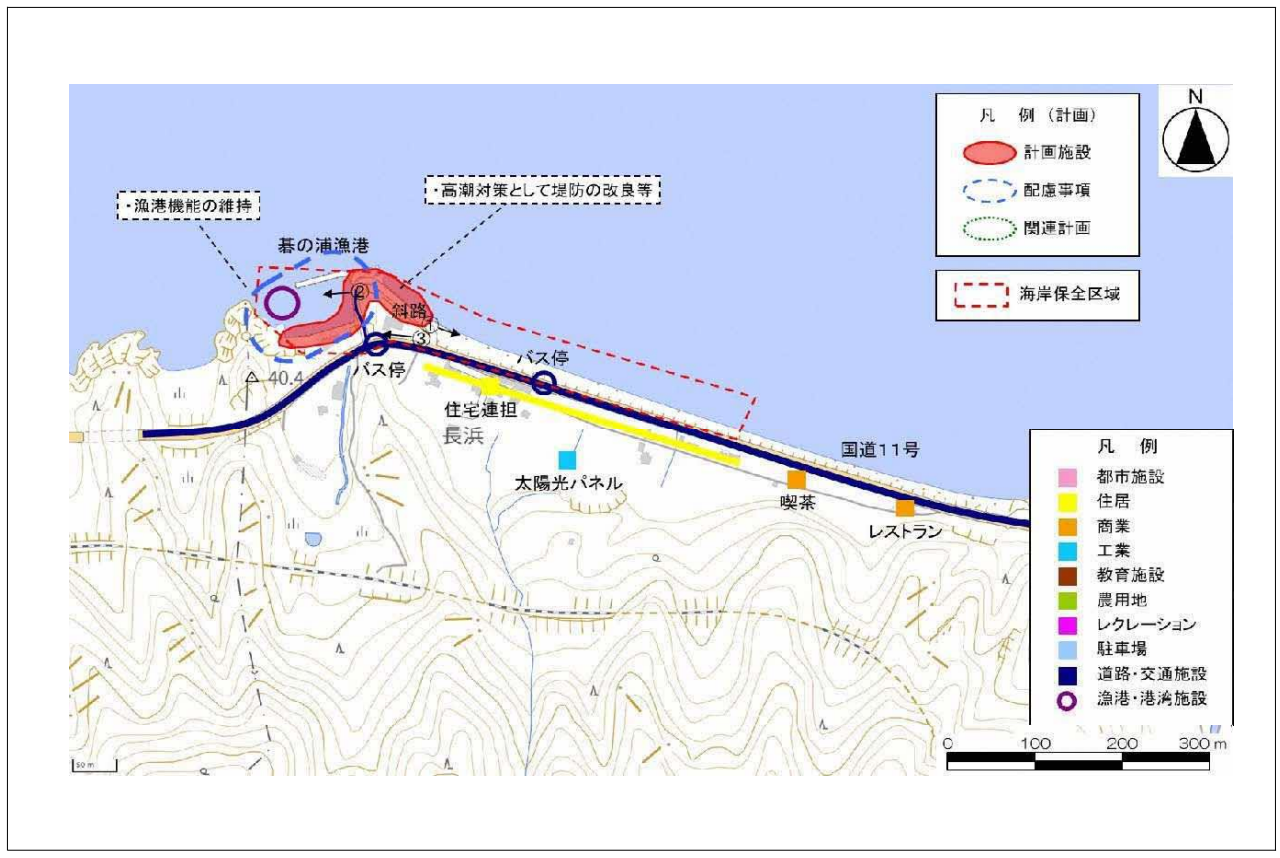 N
凡　例（計画）
計画施設
配慮事項
関連計画
海岸保全区域
・高潮対策として堤防の改良等
・漁港機能の維持
碁の浦漁港
②
斜路
①
③
バス停
バス停
40.4
住宅連担
長浜
国道11号
太陽光パネル
喫茶
レストラン
凡　例
都市施設
住居
商業
工業
教育施設
農用地
レクレーション
駐車場
道路・交通施設
漁港・港湾施設
0 100 200 300 m
50 m